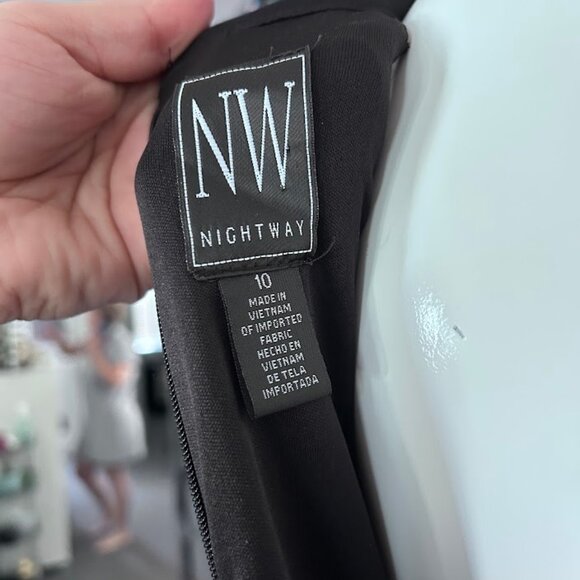 NW
NIGHTWAY
10
MADE IN
VIETNAM
OF IMPORTED
FABRIC
HECHO EN
VIETNAM
DE TELA
IMPORTADA